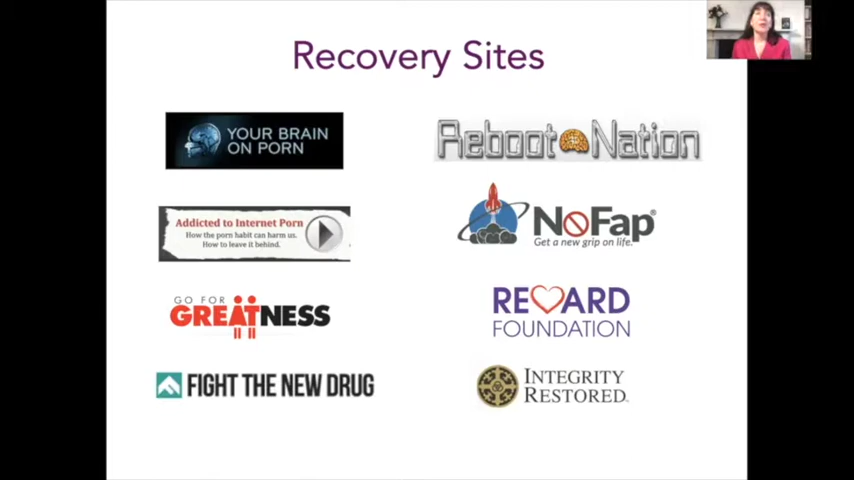 Recovery Sites
YOUR BRAIN
ON PORN
Reboot Nation
Addicted to Internet Porn
How the porn habit can harm us.
How to leave it behind.
NoFap®
Get a new grip on life.
GO FOR
GREATNESS
REWARD
FOUNDATION
FIGHT THE NEW DRUG
INTEGRITY
RESTORED